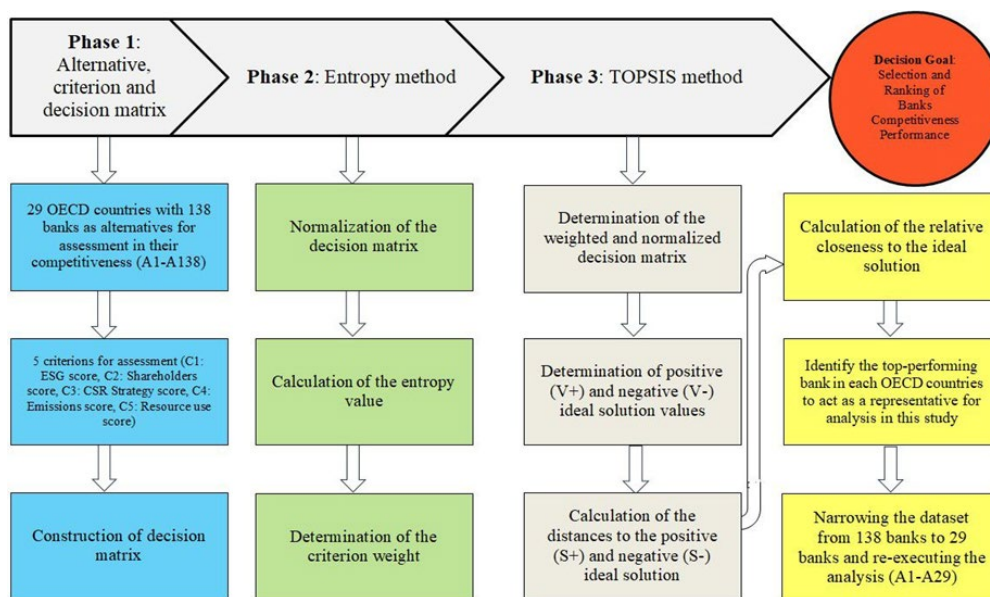 Phase 1:
Alternative,
criterion and
decision matrix
Phase 2: Entropy method
Phase 3: TOPSIS method
Decision Goal:
Selection and
Ranking of
Banks
Competitiveness
Performance
29 OECD countries with 138
banks as alternatives for
assessment in their
competitiveness (A1-A138)
5 criterions for assessment (C1:
ESG score, C2: Shareholders
score, C3: CSR Strategy score, C4:
Emissions score, C5: Resource use
score)
Construction of decision
matrix
Normalization of the
decision matrix
Calculation of the entropy
value
Determination of the
criterion weight
Determination of the
weighted and normalized
decision matrix
Determination of positive
(V+) and negative (V-)
ideal solution values
Calculation of the
distances to the positive
(S+) and negative (S-)
ideal solution
Calculation of the relative
closeness to the ideal
solution
Identify the top-performing
bank in each OECD countries
to act as a representative for
analysis in this study
Narrowing the dataset
from 138 banks to 29
banks and re-executing
the analysis (A1-A29)